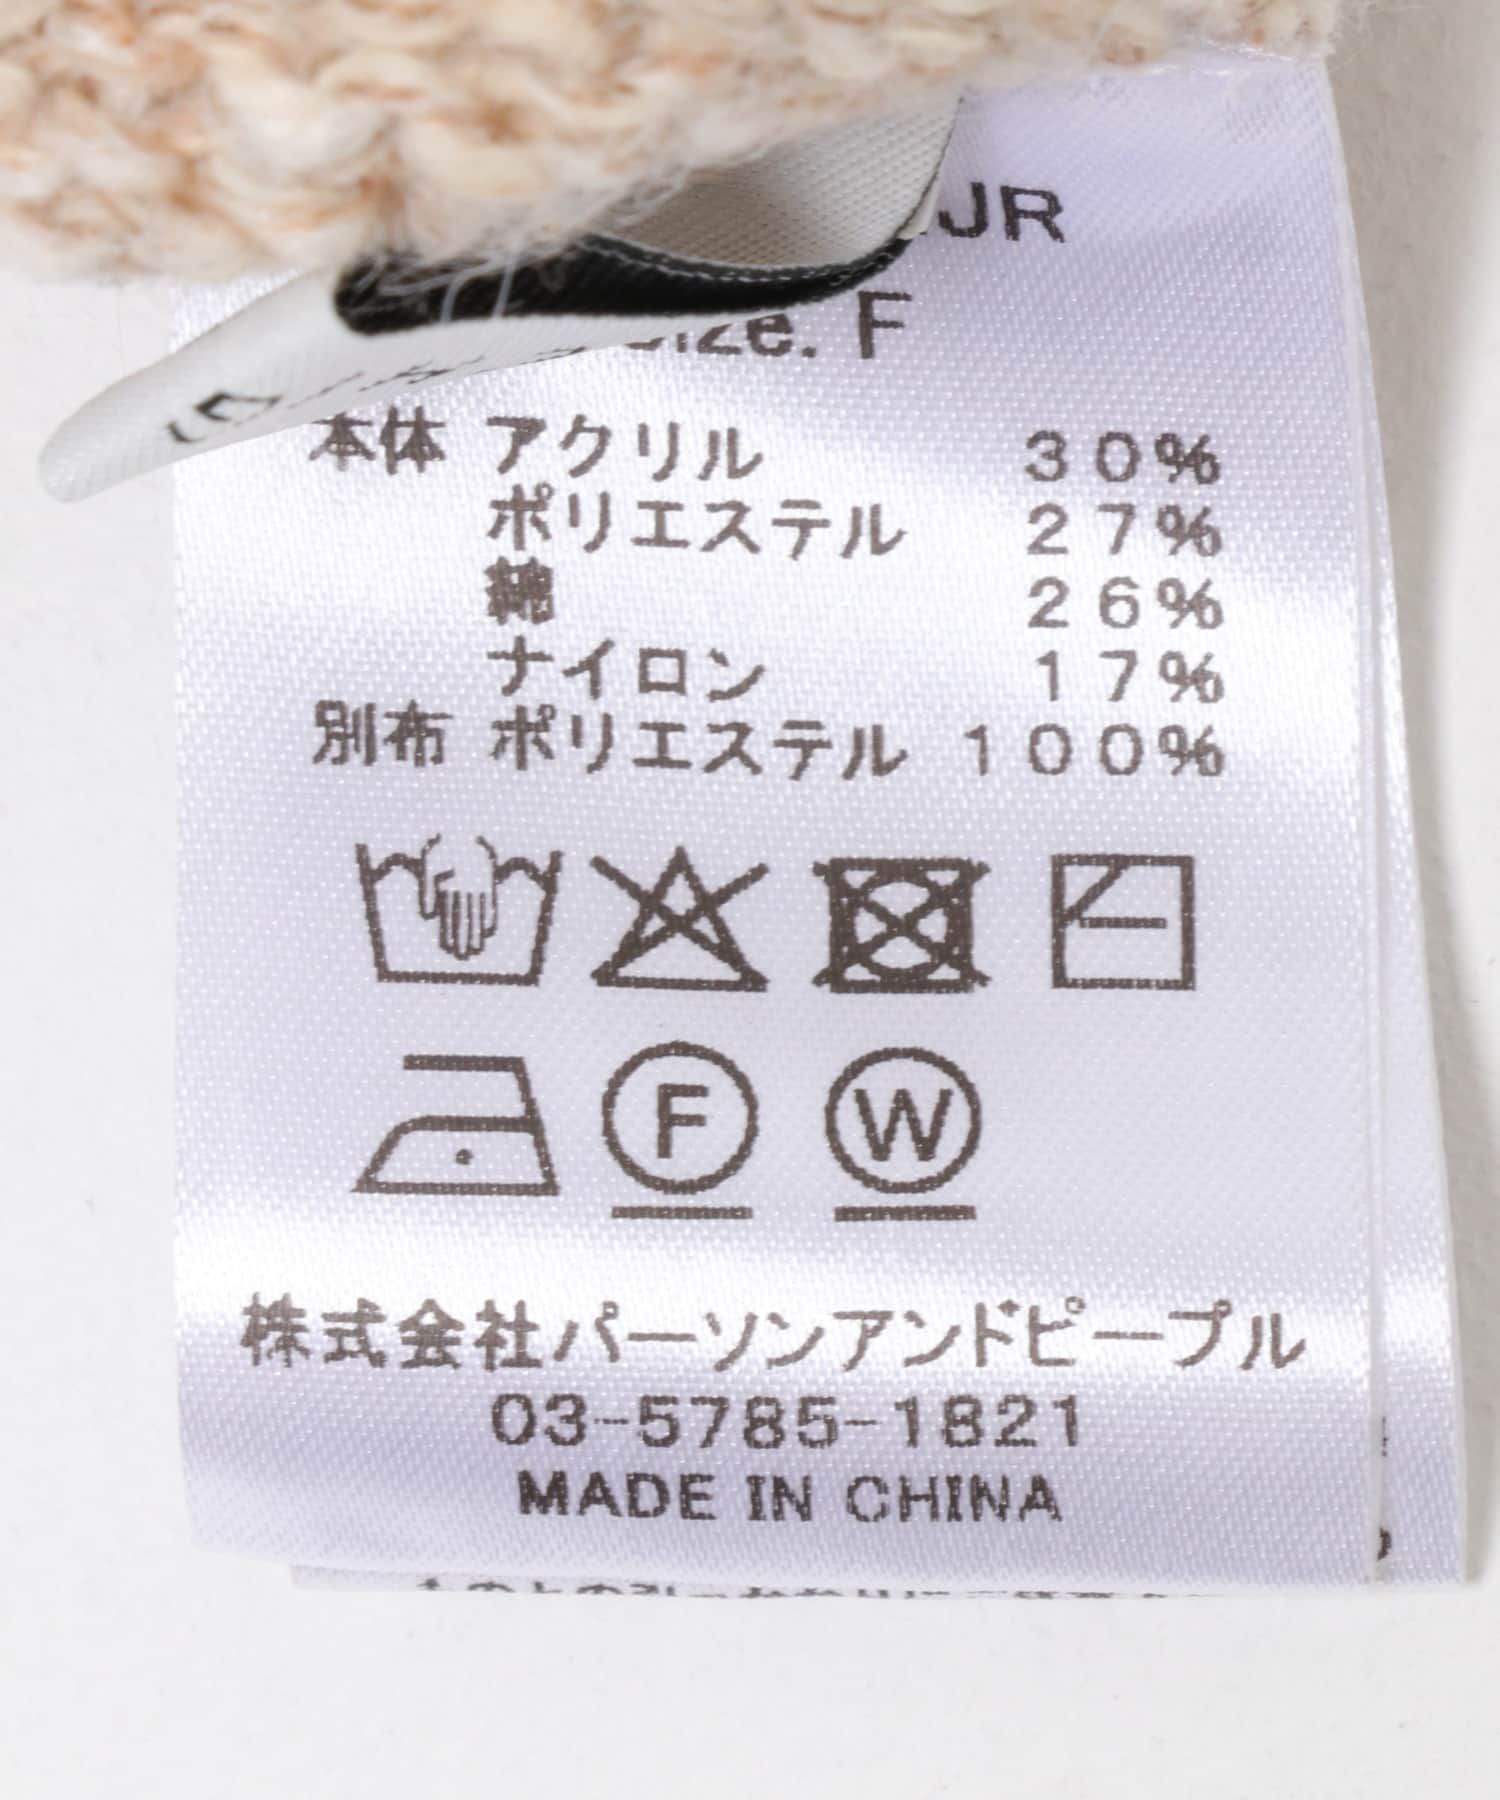 JR
size. F
本体 アクリル 30%
ポリエステル 27%
綿 26%
ナイロン 17%
別布 ポリエステル 100%
F W
株式会社パーソンアンドピープル
03-5785-1821
MADE IN CHINA